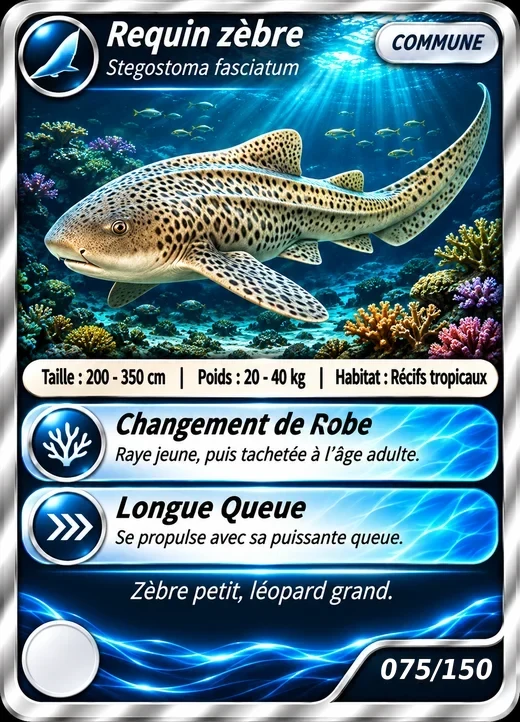 Requin zèbre
COMMUNE
Stegostoma fasciatum
Taille : 200 - 350 cm | Poids : 20 - 40 kg | Habitat : Récifs tropicaux
Changement de Robe
Raye jeune, puis tachetée à l'âge adulte.
Longue Queue
Se propulse avec sa puissante queue.
Zèbre petit, léopard grand.
075/150